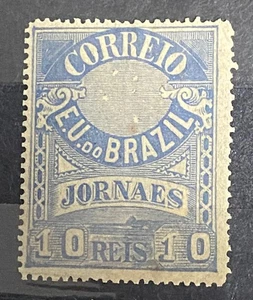 CORREIO
E.U. DO BRAZIL
JORNAES
10 REIS 10